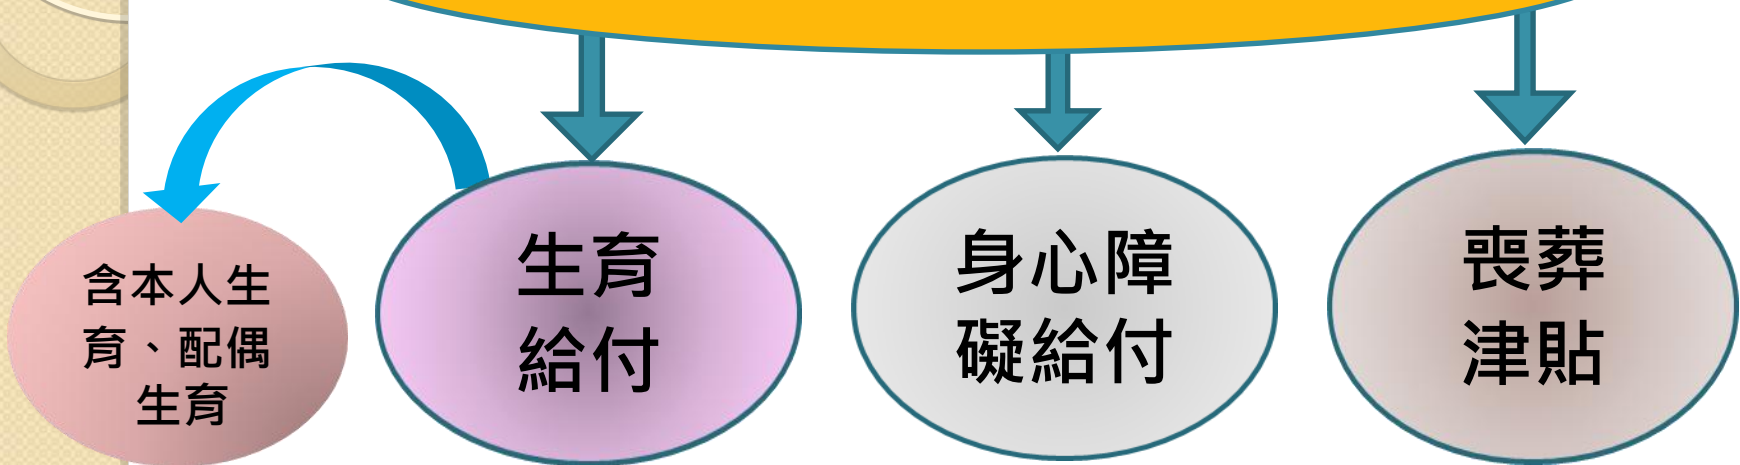 含本人生
育、配偶
生育
生育
給付
身心障
礙給付
喪葬
津貼